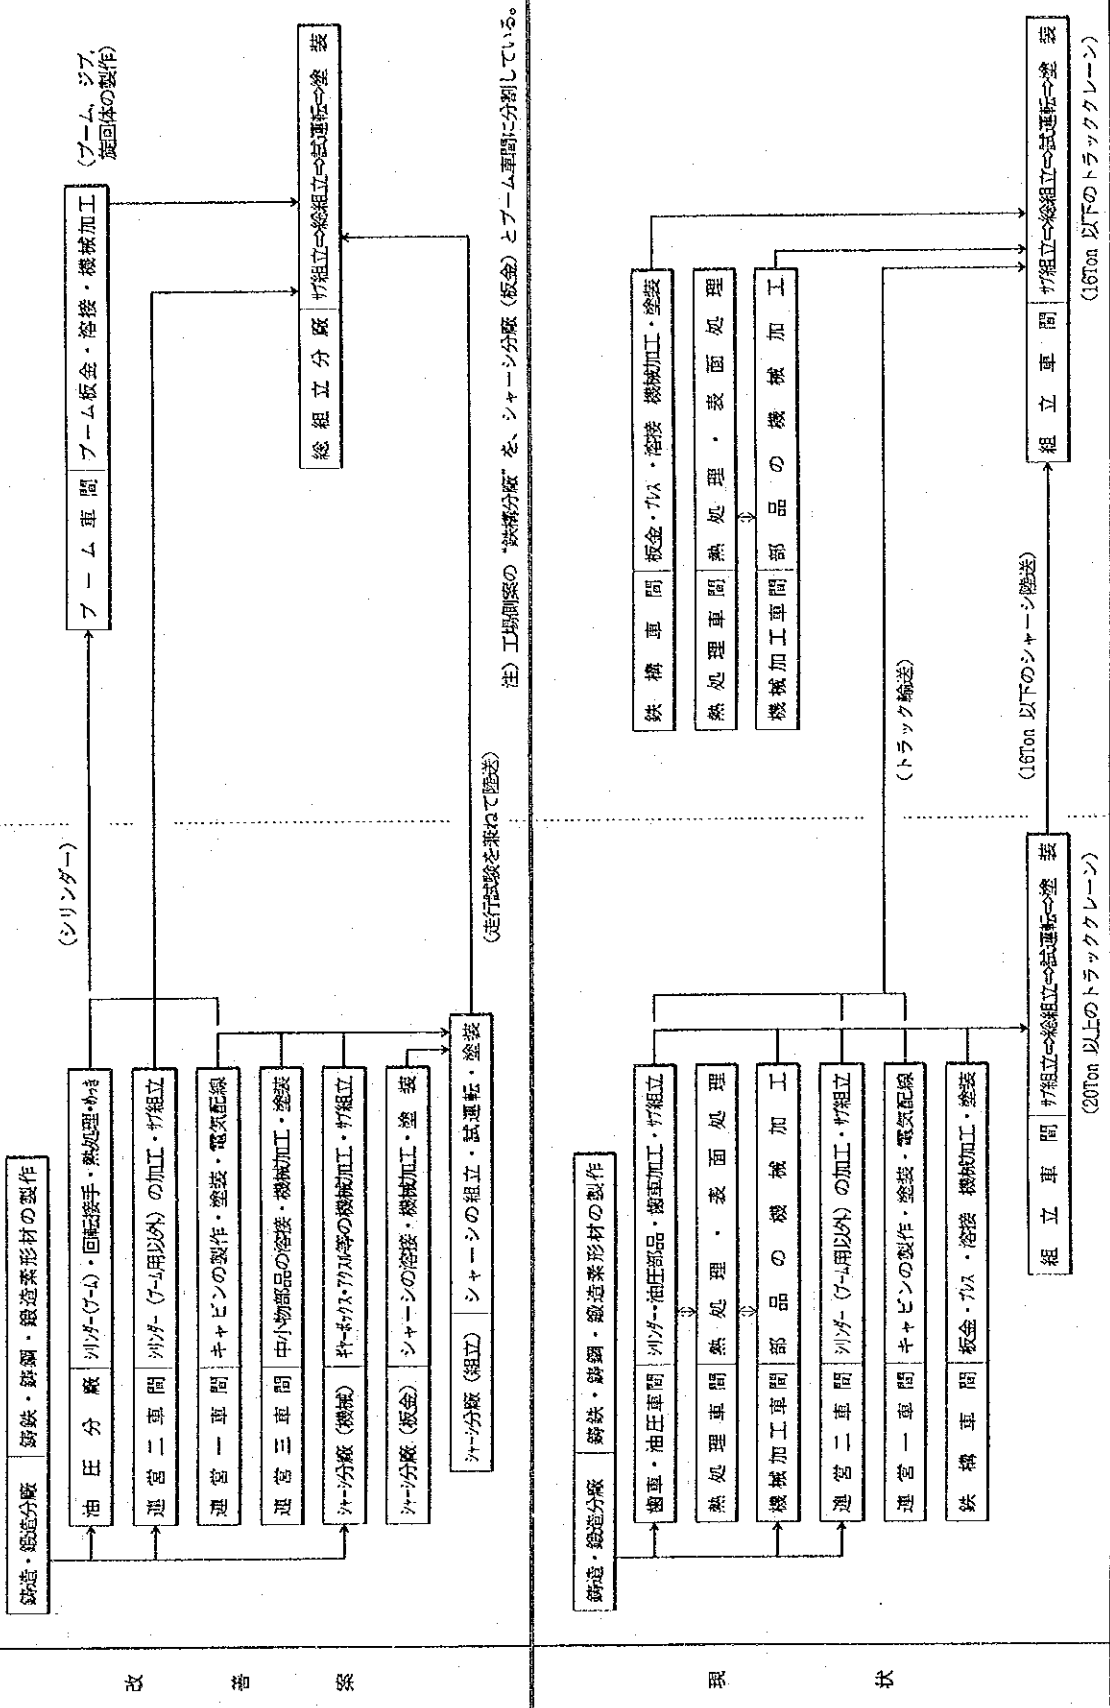 改善案
鋳造・鍛造分廠 鋳鉄・鋳鋼・鍛造素形材の製作
油圧分廠 ｼﾘﾝﾀﾞｰ(ﾌﾞｰﾑ)・回転接手・熱処理・めっき
連営二車間 ｼﾘﾝﾀﾞｰ (ﾌﾞｰﾑ用以外) の加工・ｻﾌﾞ組立
連営一車間 キャビンの製作・塗装・電気配線
連営三車間 中小物部品の溶接・機械加工・塗装
ｼｬｰｼ分廠 (機械) ｷﾞﾔｰﾎﾞｯｸｽ・ｱｸｽﾙ等の機械加工・ｻﾌﾞ組立
ｼｬｰｼ分廠 (板金) シャーシの溶接・機械加工・塗装
ｼｬｰｼ分廠 (組立) シャーシの組立・試運転・塗装
(シリンダー)
(走行試験を兼ねて陸送)
ブーム車間 ブーム板金・溶接・機械加工
(ブーム, ジブ,
旋回体の製作)
総組立分廠 ｻﾌﾞ組立⇒総組立⇒試運転⇒塗装
注) 工場側案の "鉄構分廠" を、シャーシ分廠 (板金) とブーム車間に分割している。
現状
鋳造・鍛造分廠 鋳鉄・鋳鋼・鍛造素形材の製作
歯車・油圧車間 ｼﾘﾝﾀﾞｰ・油圧部品・歯車加工・ｻﾌﾞ組立
熱処理車間 熱処理・表面処理
機械加工車間 部品の機械加工
連営二車間 ｼﾘﾝﾀﾞｰ (ﾌﾞｰﾑ用以外) の加工・ｻﾌﾞ組立
連営一車間 キャビンの製作・塗装・電気配線
鉄構車間 板金・ﾌﾟﾚｽ・溶接 機械加工・塗装
組立車間 ｻﾌﾞ組立⇒総組立⇒試運転⇒塗装
(20Ton 以上のトラッククレーン)
(トラック輸送)
(16Ton 以下のシャーシ陸送)
鉄構車間 板金・ﾌﾟﾚｽ・溶接 機械加工・塗装
熱処理車間 熱処理・表面処理
機械加工車間 部品の機械加工
組立車間 ｻﾌﾞ組立⇒総組立⇒試運転⇒塗装
(16Ton 以下のトラッククレーン)